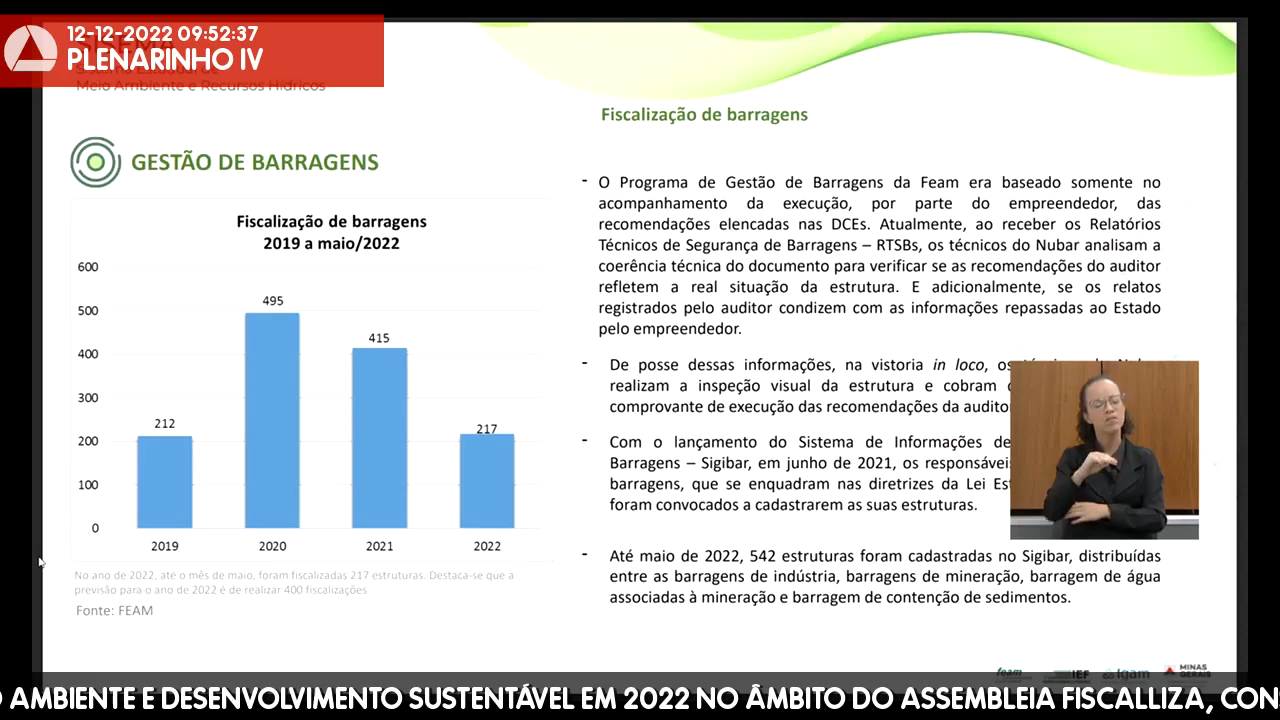 12-12-2022 09:52:37
PLENARINHO IV
Meio Ambiente e Recursos Hídricos
Fiscalização de barragens
GESTÃO DE BARRAGENS
Fiscalização de barragens
2019 a maio/2022
600
500
400
300
200
100
0
212
495
415
217
2019
2020
2021
2022
No ano de 2022, até o mês de maio, foram fiscalizadas 217 estruturas. Destaca-se que a
previsão para o ano de 2022 é de realizar 400 fiscalizações
Fonte: FEAM
- O Programa de Gestão de Barragens da Feam era baseado somente no
acompanhamento da execução, por parte do empreendedor, das
recomendações elencadas nas DCEs. Atualmente, ao receber os Relatórios
Técnicos de Segurança de Barragens – RTSBs, os técnicos do Nubar analisam a
coerência técnica do documento para verificar se as recomendações do auditor
refletem a real situação da estrutura. E adicionalmente, se os relatos
registrados pelo auditor condizem com as informações repassadas ao Estado
pelo empreendedor.
- De posse dessas informações, na vistoria in loco, os
realizam a inspeção visual da estrutura e cobram
comprovante de execução das recomendações da
- Com o lançamento do Sistema de Informações de
Barragens – Sigibar, em junho de 2021, os
barragens, que se enquadram nas diretrizes da Lei
foram convocados a cadastrarem as suas estruturas.
- Até maio de 2022, 542 estruturas foram cadastradas no Sigibar, distribuídas
entre as barragens de indústria, barragens de mineração, barragem de água
associadas à mineração e barragem de contenção de sedimentos.
feam
IEF
igam
MINAS
GERAIS
O AMBIENTE E DESENVOLVIMENTO SUSTENTÁVEL EM 2022 NO ÂMBITO DO ASSEMBLEIA FISCALLIZA, CON